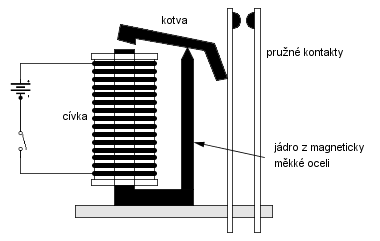 kotva
pružné kontakty
cívka
jádro z magneticky
měkké oceli